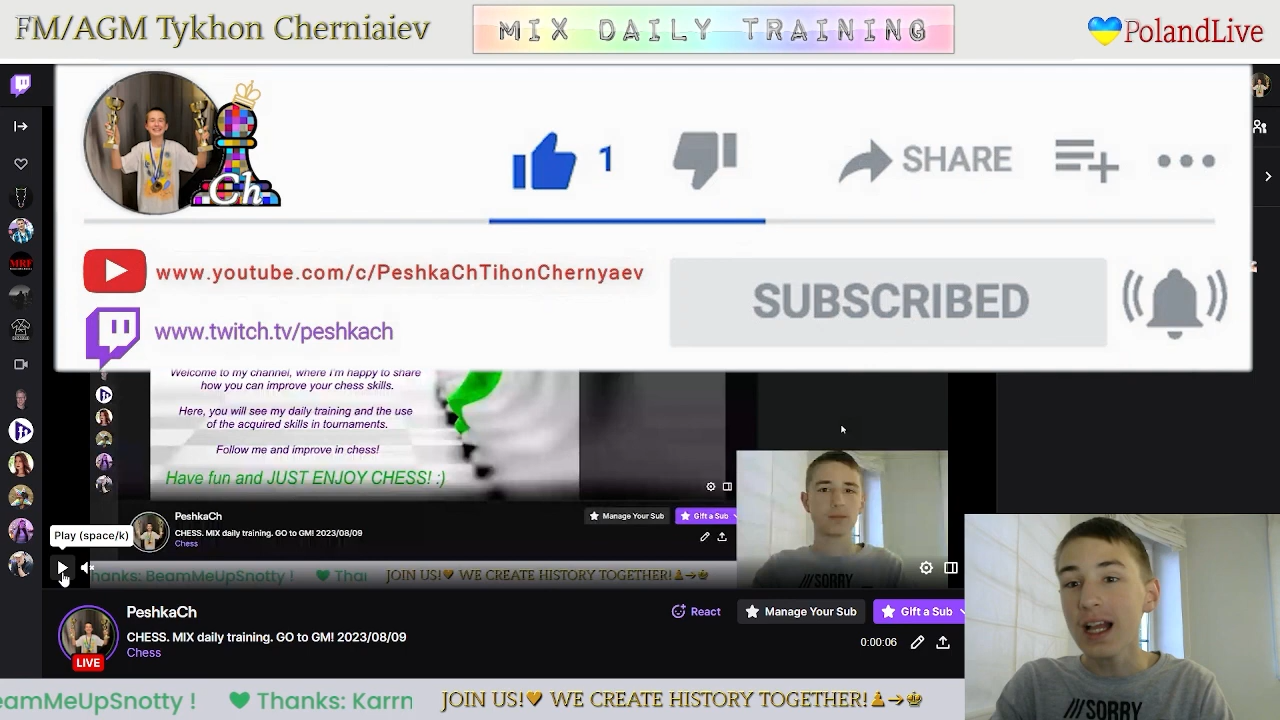 FM/AGM Tykhon Cherniaiev
MIX DAILY TRAINING
PolandLive
Ch
1
SHARE
www.youtube.com/c/PeshkaChTihonChernyaev
SUBSCRIBED
www.twitch.tv/peshkach
MRF
Welcome to my channel, where I'm happy to share
how you can improve your chess skills.
Here, you will see my daily training and the use
of the acquired skills in tournaments.
Follow me and improve in chess!
Have fun and JUST ENJOY CHESS! :)
Play (space/k)
PeshkaCh
CHESS. MIX daily training. GO to GM! 2023/08/09
Chess
Manage Your Sub
Gift a Sub
///SORRY
hanks: BeamMeUpSnotty !
Thai
JOIN US! WE CREATE HISTORY TOGETHER!
PeshkaCh
CHESS. MIX daily training. GO to GM! 2023/08/09
Chess
LIVE
React
Manage Your Sub
Gift a Sub
0:00:06
///SORRY
eamMeUpSnotty !
Thanks: Karrn
JOIN US! WE CREATE HISTORY TOGETHER!